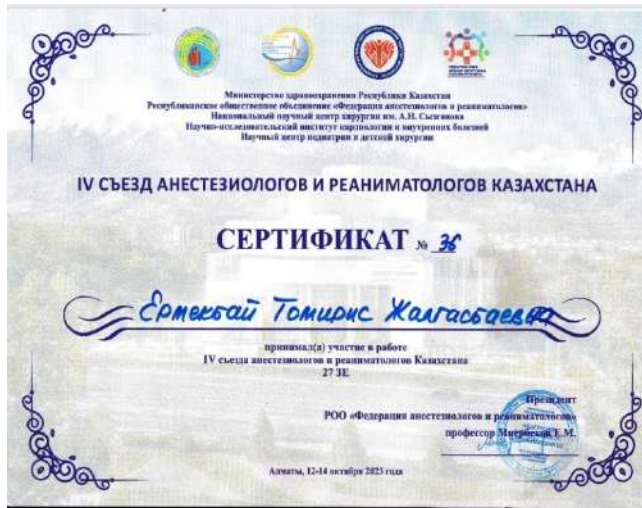 Министерство здравоохранения Республики Казахстан
Республиканское общественное объединение «Федерация анестезиологов и реаниматологов»
Национальный научный центр хирургии им. А.Н. Сызганова
Научно-исследовательский институт кардиологии и внутренних болезней
Научный центр педиатрии и детской хирургии
IV СЪЕЗД АНЕСТЕЗИОЛОГОВ И РЕАНИМАТОЛОГОВ КАЗАХСТАНА
СЕРТИФИКАТ № 36
Ермекбай Томирис Жалгасбаевна
принимал(а) участие в работе
IV съезда анестезиологов и реаниматологов Казахстана
27 ЗЕ
Президент
РОО «Федерация анестезиологов и реаниматологов»
профессор Миербеков Е.М.
Алматы, 12-14 октября 2023 года